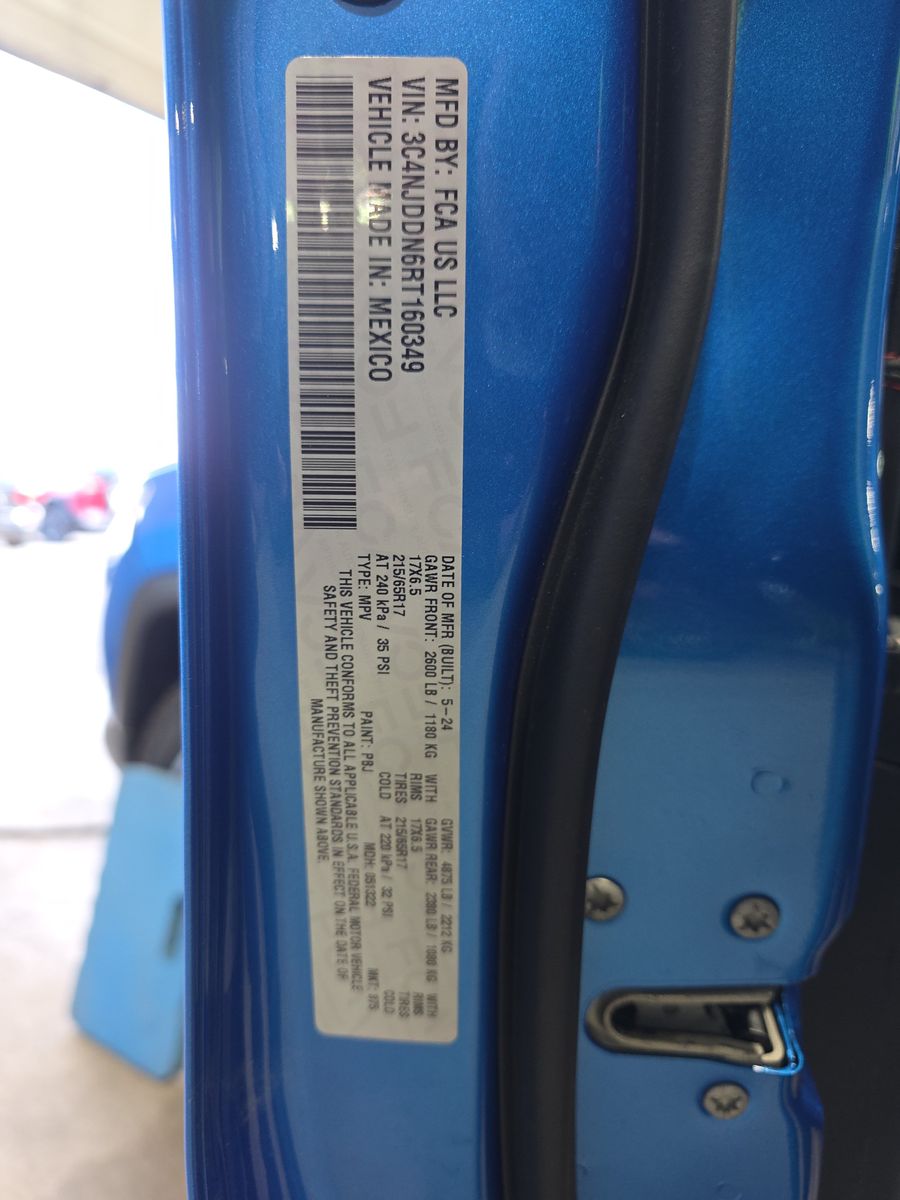 MFD BY: FCA US LLC
VIN: 3C4NJDDN6RT160349
VEHICLE MADE IN: MEXICO
DATE OF MFR (BUILT): 5-24 GVWR: 4875 LB / 2212 KG
GAWR FRONT: 2600 LB / 1180 KG WITH GAWR REAR: 2380 LB / 1080 KG WITH
17X6.5 RIMS 17X6.5 RIMS
215/65R17 TIRES 215/65R17 TIRES
AT 240 kPa / 35 PSI COLD AT 220 kPa / 32 PSI COLD
TYPE: MPV PAINT: PBJ MDH: 051322 MKT:
THIS VEHICLE CONFORMS TO ALL APPLICABLE U.S.A. FEDERAL MOTOR VEHICLE
SAFETY AND THEFT PREVENTION STANDARDS IN EFFECT ON THE DATE OF
MANUFACTURE SHOWN ABOVE.